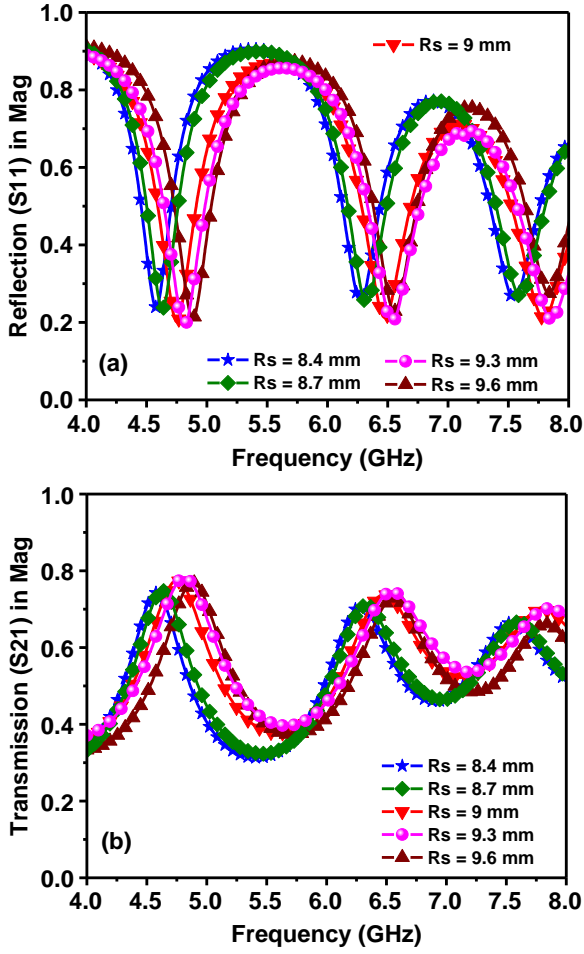 1.0
0.8
0.6
0.4
0.2
0.0
Reflection (S11) in Mag
Rs = 9 mm
(a)
Rs = 8.4 mm
Rs = 8.7 mm
Rs = 9.3 mm
Rs = 9.6 mm
4.0 4.5 5.0 5.5 6.0 6.5 7.0 7.5 8.0
Frequency (GHz)
1.0
0.8
0.6
0.4
0.2
0.0
Transmission (S21) in Mag
Rs = 8.4 mm
Rs = 8.7 mm
Rs = 9 mm
Rs = 9.3 mm
Rs = 9.6 mm
(b)
4.0 4.5 5.0 5.5 6.0 6.5 7.0 7.5 8.0
Frequency (GHz)